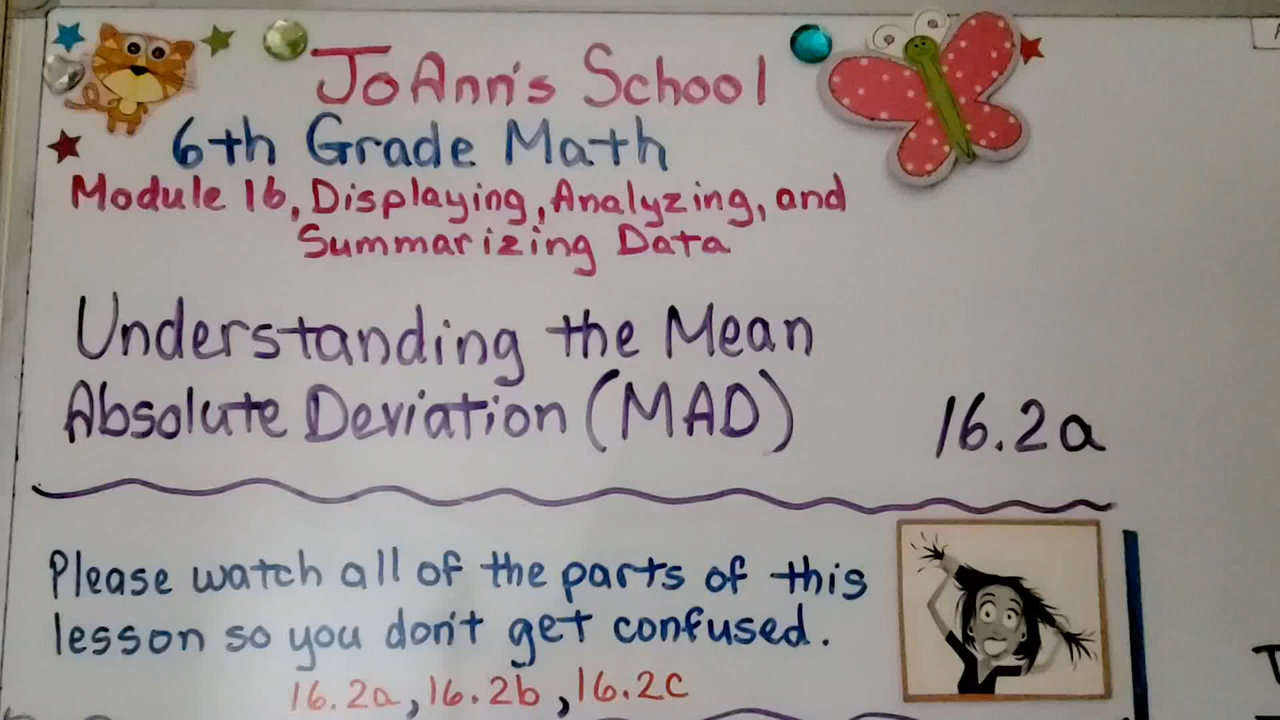 JoAnn's School
6th Grade Math
Module 16, Displaying, Analyzing, and
Summarizing Data
Understanding the Mean
Absolute Deviation (MAD)
16.2a
Please watch all of the parts of this
lesson so you don't get confused.
16.2a, 16.2b, 16.2c